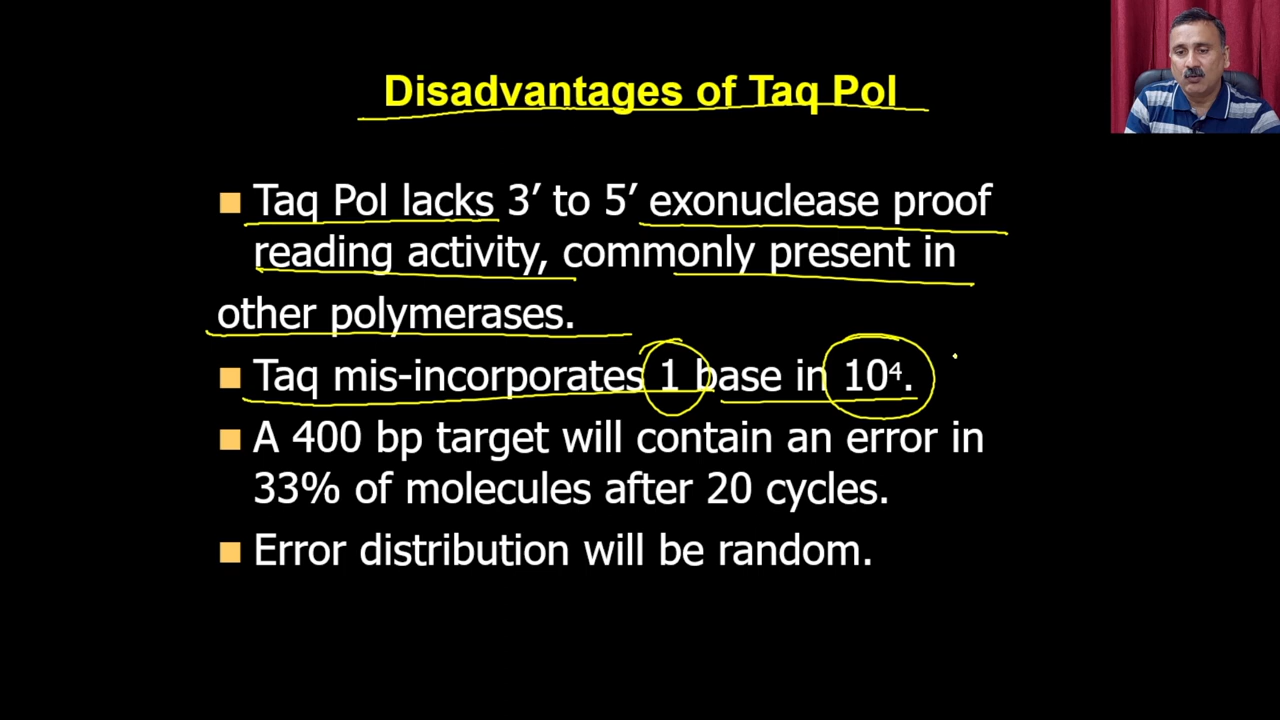 Disadvantages of Taq Pol
■ Taq Pol lacks 3′ to 5′ exonuclease proof
reading activity, commonly present in
other polymerases.
■ Taq mis-incorporates 1 base in 10⁴.
■ A 400 bp target will contain an error in
33% of molecules after 20 cycles.
■ Error distribution will be random.